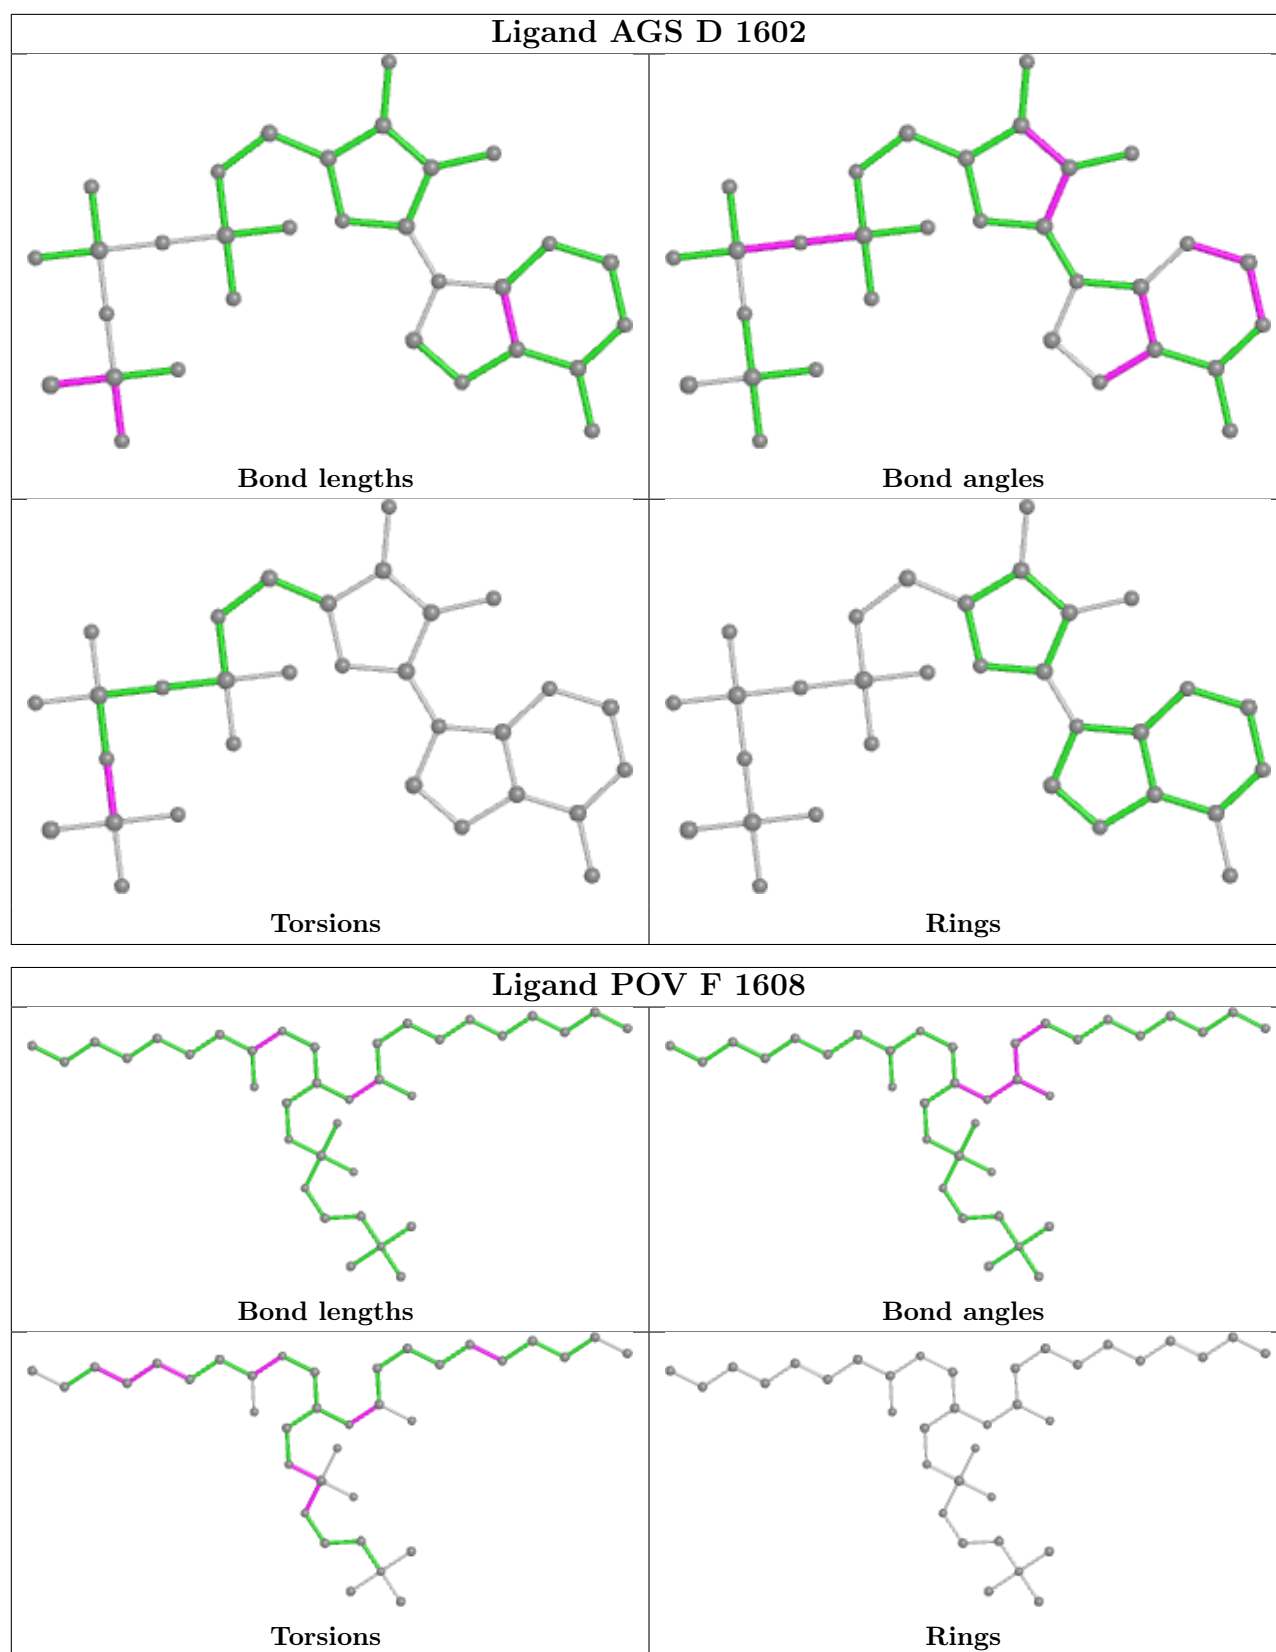 Ligand AGS D 1602
Bond lengths
Bond angles
Torsions
Rings
Ligand POV F 1608
Bond lengths
Bond angles
Torsions
Rings